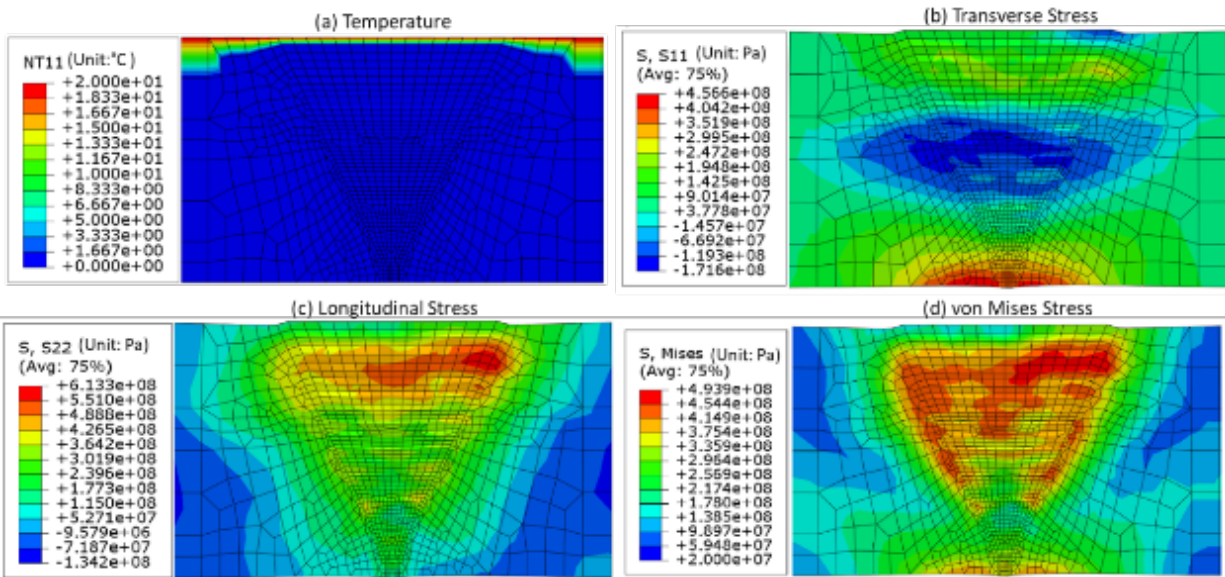 (a) Temperature
NT11 (Unit:°C)
+2.000e+01
+1.833e+01
+1.667e+01
+1.500e+01
+1.333e+01
+1.167e+01
+1.000e+01
+8.333e+00
+6.667e+00
+5.000e+00
+3.333e+00
+1.667e+00
+0.000e+00
(b) Transverse Stress
S, S11 (Unit: Pa)
(Avg: 75%)
+4.566e+08
+4.042e+08
+3.519e+08
+2.995e+08
+2.472e+08
+1.948e+08
+1.425e+08
+9.014e+07
+3.778e+07
-1.457e+07
-6.692e+07
-1.193e+08
-1.716e+08
(c) Longitudinal Stress
S, S22 (Unit: Pa)
(Avg: 75%)
+6.133e+08
+5.510e+08
+4.888e+08
+4.265e+08
+3.642e+08
+3.019e+08
+2.396e+08
+1.773e+08
+1.150e+08
+5.271e+07
-9.579e+06
-7.187e+07
-1.342e+08
(d) von Mises Stress
S, Mises (Unit: Pa)
(Avg: 75%)
+4.939e+08
+4.544e+08
+4.149e+08
+3.754e+08
+3.359e+08
+2.964e+08
+2.569e+08
+2.174e+08
+1.780e+08
+1.385e+08
+9.897e+07
+5.948e+07
+2.000e+07